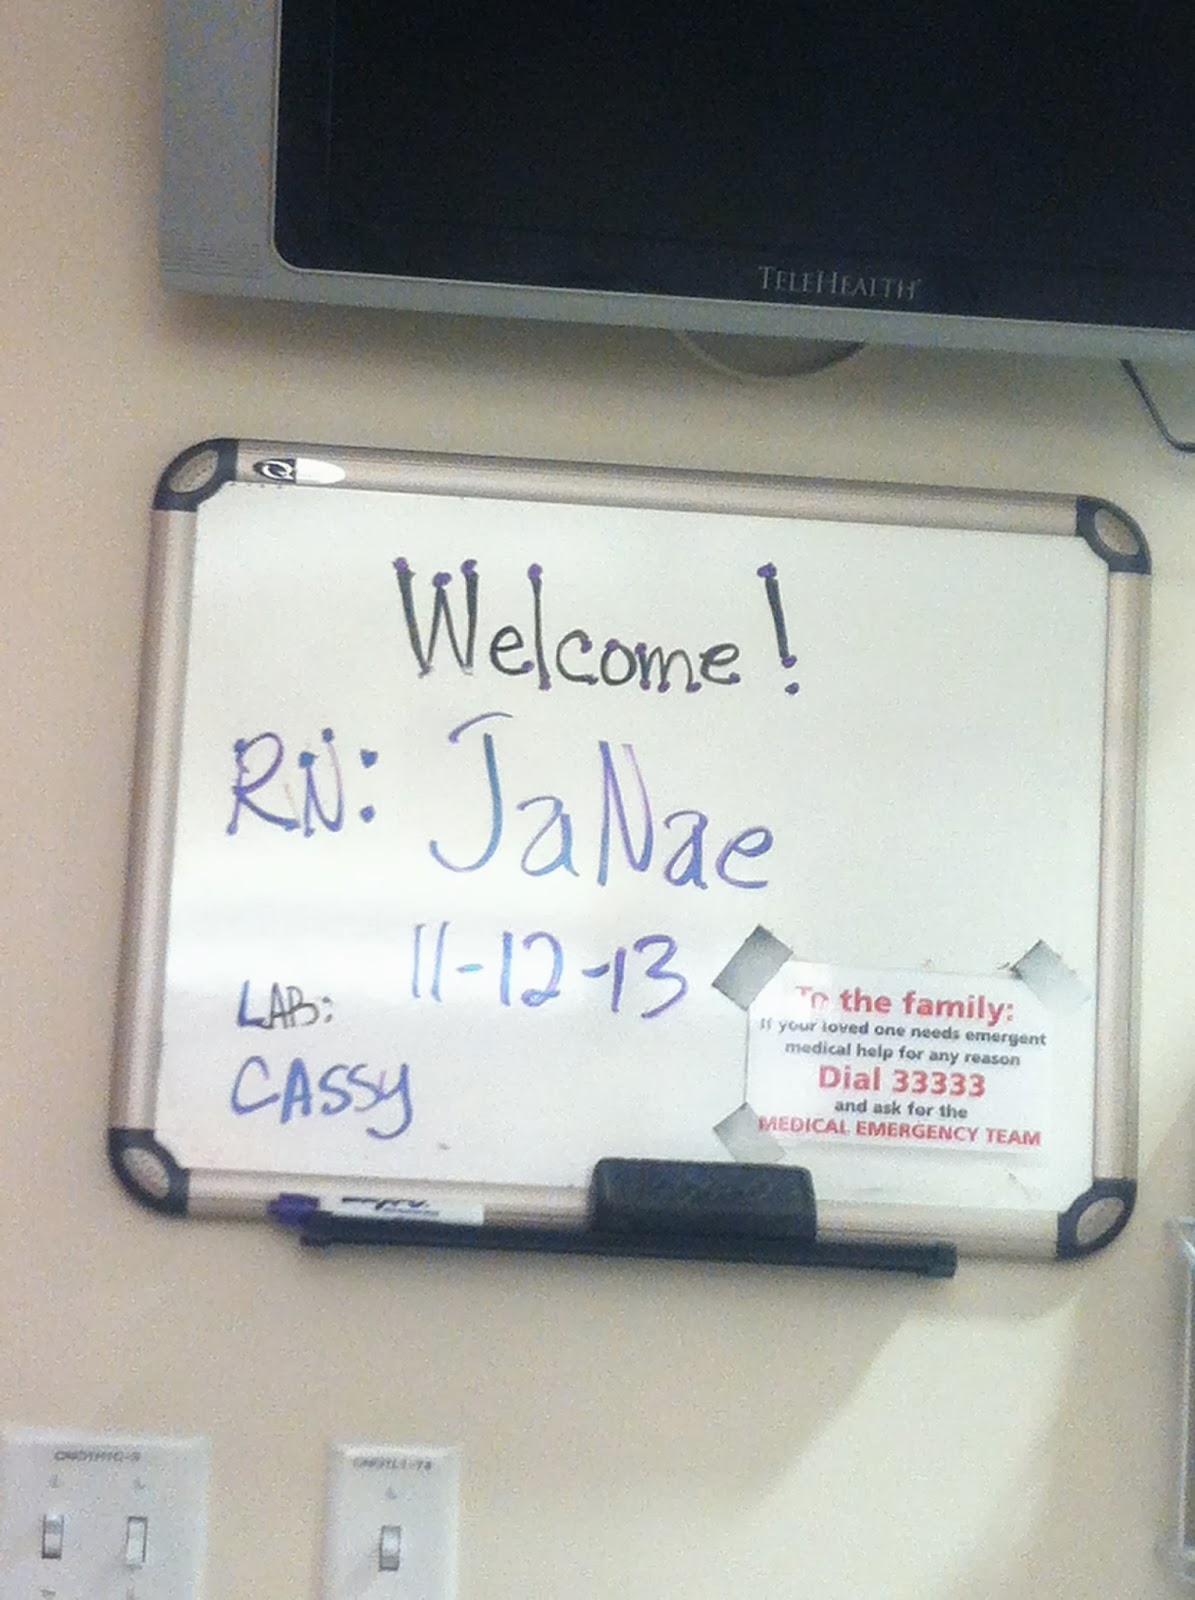 TELEHEALTH
Welcome!
RN: JaNae
11-12-13
LAB:
CASSY
To the family:
If your loved one needs emergent
medical help for any reason
Dial 33333
and ask for the
MEDICAL EMERGENCY TEAM